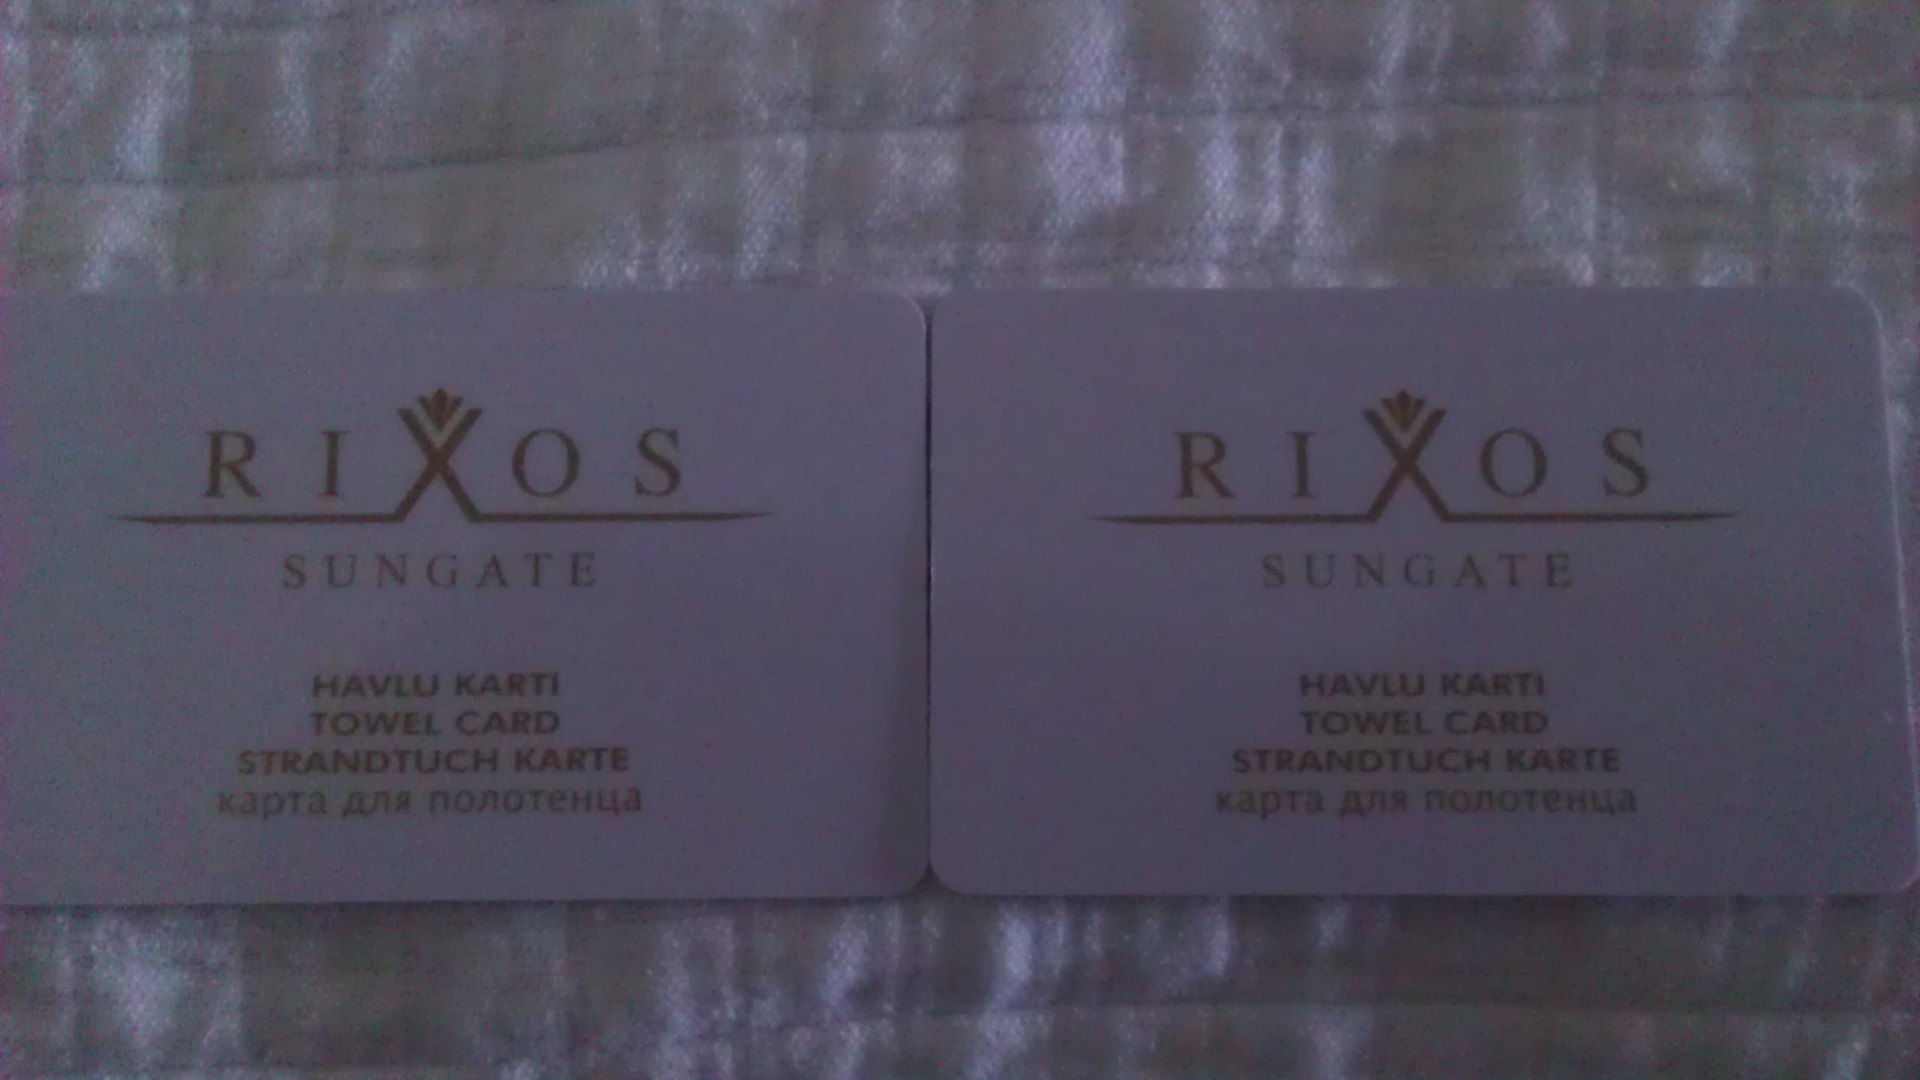 RIXOS
SUNGATE
HAVLU KARTI
TOWEL CARD
STRANDTUCH KARTE
карта для полотенца
RIXOS
SUNGATE
HAVLU KARTI
TOWEL CARD
STRANDTUCH KARTE
карта для полотенца